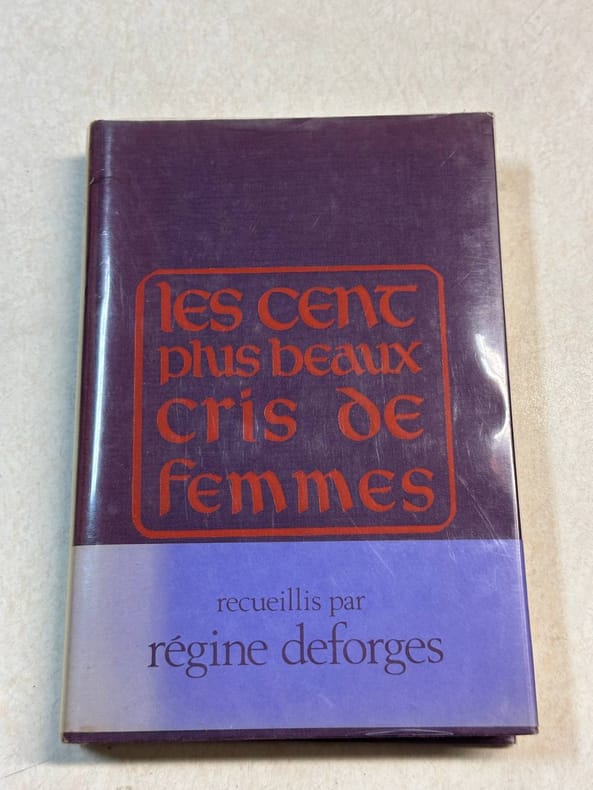 les cent
plus beaux
cris de
femmes
recueillis par
régine deforges